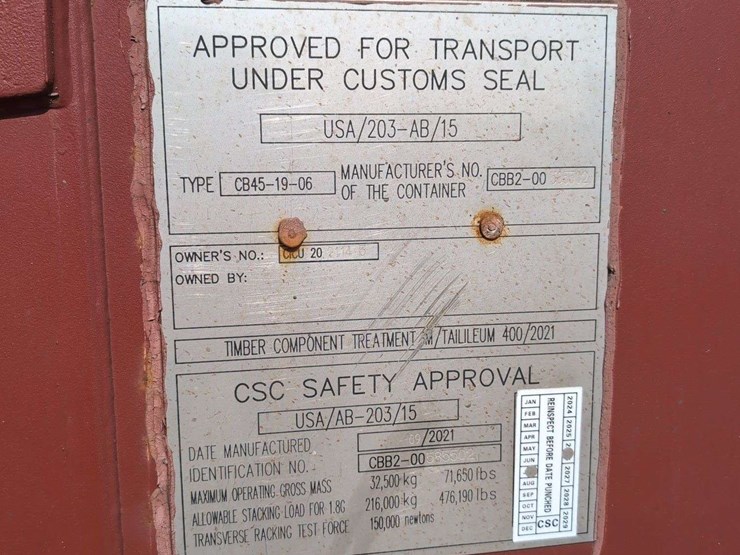 APPROVED FOR TRANSPORT
UNDER CUSTOMS SEAL
USA/203-AB/15
TYPE CB45-19-06
MANUFACTURER'S NO.
OF THE CONTAINER
CBB2-00
OWNER'S NO.: CICU 20
OWNED BY:
TIMBER COMPONENT TREATMENT IM/TAILILEUM 400/2021
CSC SAFETY APPROVAL
USA/AB-203/15
DATE MANUFACTURED /2021
IDENTIFICATION NO. CBB2-00
MAXIMUM OPERATING GROSS MASS 32,500 kg 71,650 lbs
ALLOWABLE STACKING LOAD FOR 1.8G 216,000 kg 476,190 lbs
TRANSVERSE RACKING TEST FORCE 150,000 newtons
JAN
FEB
MAR
APR
MAY
JUN
AUG
SEP
OCT
NOV
DEC
REINSPECT BEFORE DATE PUNCHED
CSC
2024 2025 2027 2028 2029